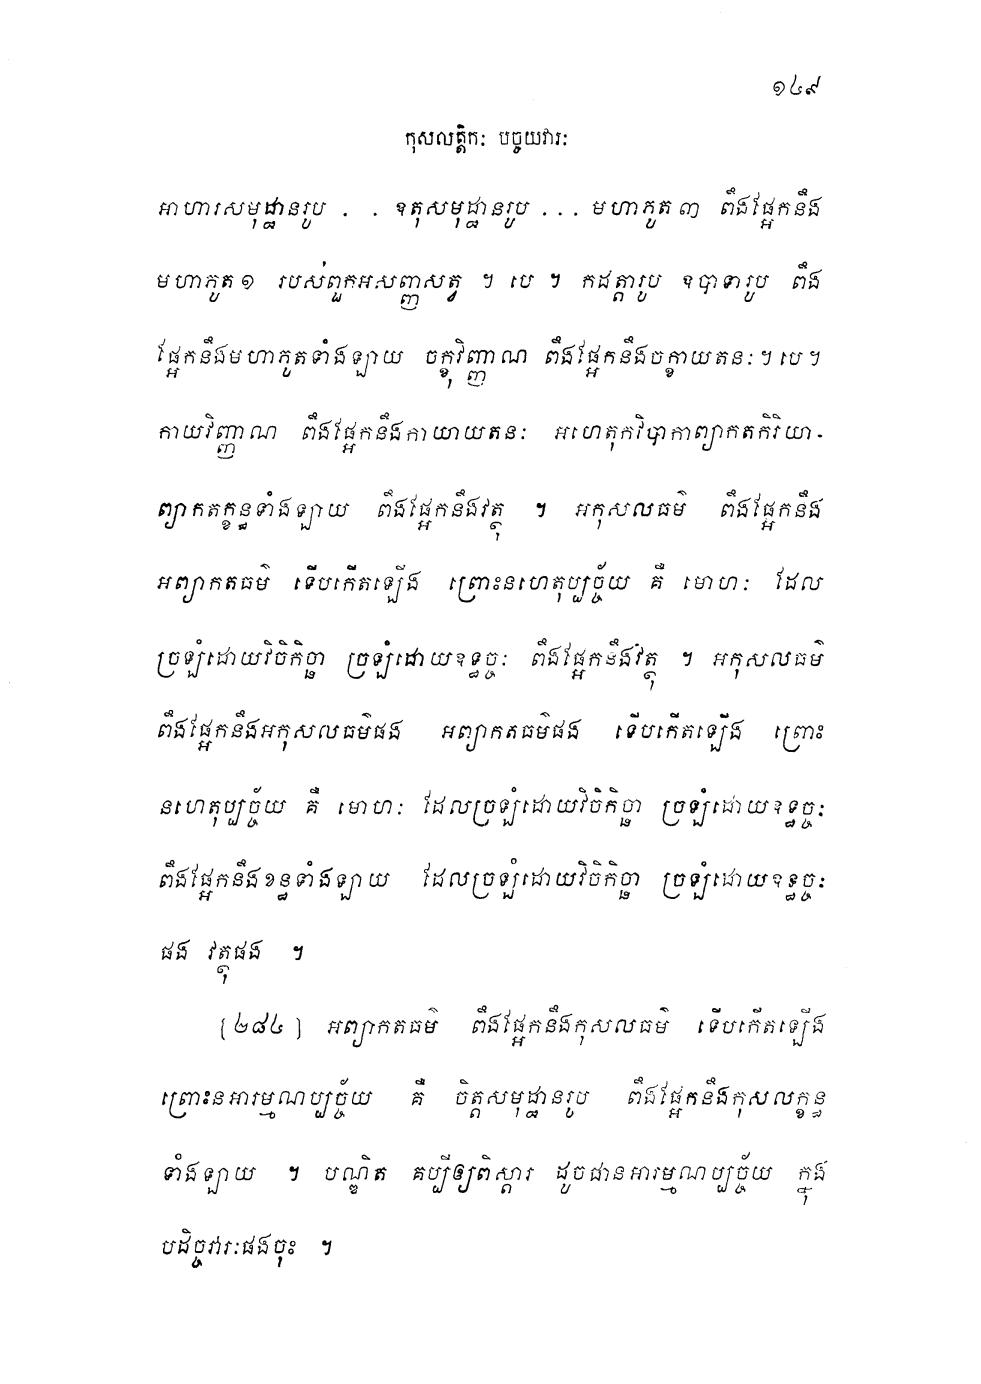 ១៤៩
កុសលត្តិក: បច្ចយវារ:
អាហារសមុដ្ឋានរូប . . ឧតុសមុដ្ឋានរូប ... មហាភូត ៣ ពឹងផ្អែកនឹង
មហាភូត ១ របស់ពួកអសញ្ញសត្វ ។ បេ ។ កដត្តារូប ឧបាទារូប ពឹង
ផ្អែកនឹងមហាភូតទាំងឡាយ ចក្ខុវិញ្ញាណ ពឹងផ្អែកនឹងចក្ខាយតន: ។ បេ ។
កាយវិញ្ញាណ ពឹងផ្អែកនឹងកាយាយតន: អហេតុកវិបាកាព្យាកតកិរិយា-
ព្យាកតក្ខន្ធទាំងឡាយ ពឹងផ្អែកនឹងវត្ថុ ។ អកុសលធម៌ ពឹងផ្អែកនឹង
អព្យាកតធម៌ ទើបកើតឡើង ព្រោះនហេតុប្បច្ច័យ គឺ មោហ: ដែល
ច្រឡំដោយវិចិកិច្ឆា ច្រឡំដោយឧទ្ធច្ច: ពឹងផ្អែកនឹងវត្ថុ ។ អកុសលធម៌
ពឹងផ្អែកនឹងអកុសលធម៌ផង អព្យាកតធម៌ផង ទើបកើតឡើង ព្រោះ
នហេតុប្បច្ច័យ គឺ មោហ: ដែលច្រឡំដោយវិចិកិច្ឆា ច្រឡំដោយឧទ្ធច្ច:
ពឹងផ្អែកនឹងខន្ធទាំងឡាយ ដែលច្រឡំដោយវិចិកិច្ឆា ច្រឡំដោយឧទ្ធច្ច:
ផង វត្ថុផង ។
[២៨៤] អព្យាកតធម៌ ពឹងផ្អែកនឹងកុសលធម៌ ទើបកើតឡើង
ព្រោះនអារម្មណប្បច្ច័យ គឺ ចិត្តសមុដ្ឋានរូប ពឹងផ្អែកនឹងកុសលក្ខន្ធ
ទាំងឡាយ ។ បណ្ឌិត គប្បីឲ្យពិស្តារ ដូចជានអារម្មណប្បច្ច័យ ក្នុង
បដិច្ចវារ:ផងចុះ ។